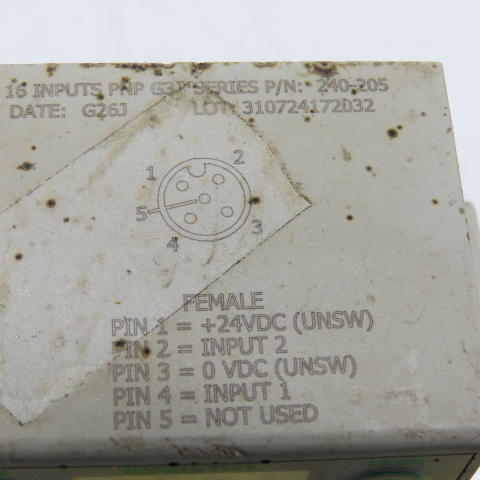 16 INPUTS PNP G3 SERIES P/N: 240-205
DATE: G26J LOT: 310724172032
1 2
5 3
4
FEMALE
PIN 1 = +24VDC (UNSW)
PIN 2 = INPUT 2
PIN 3 = 0 VDC (UNSW)
PIN 4 = INPUT 1
PIN 5 = NOT USED